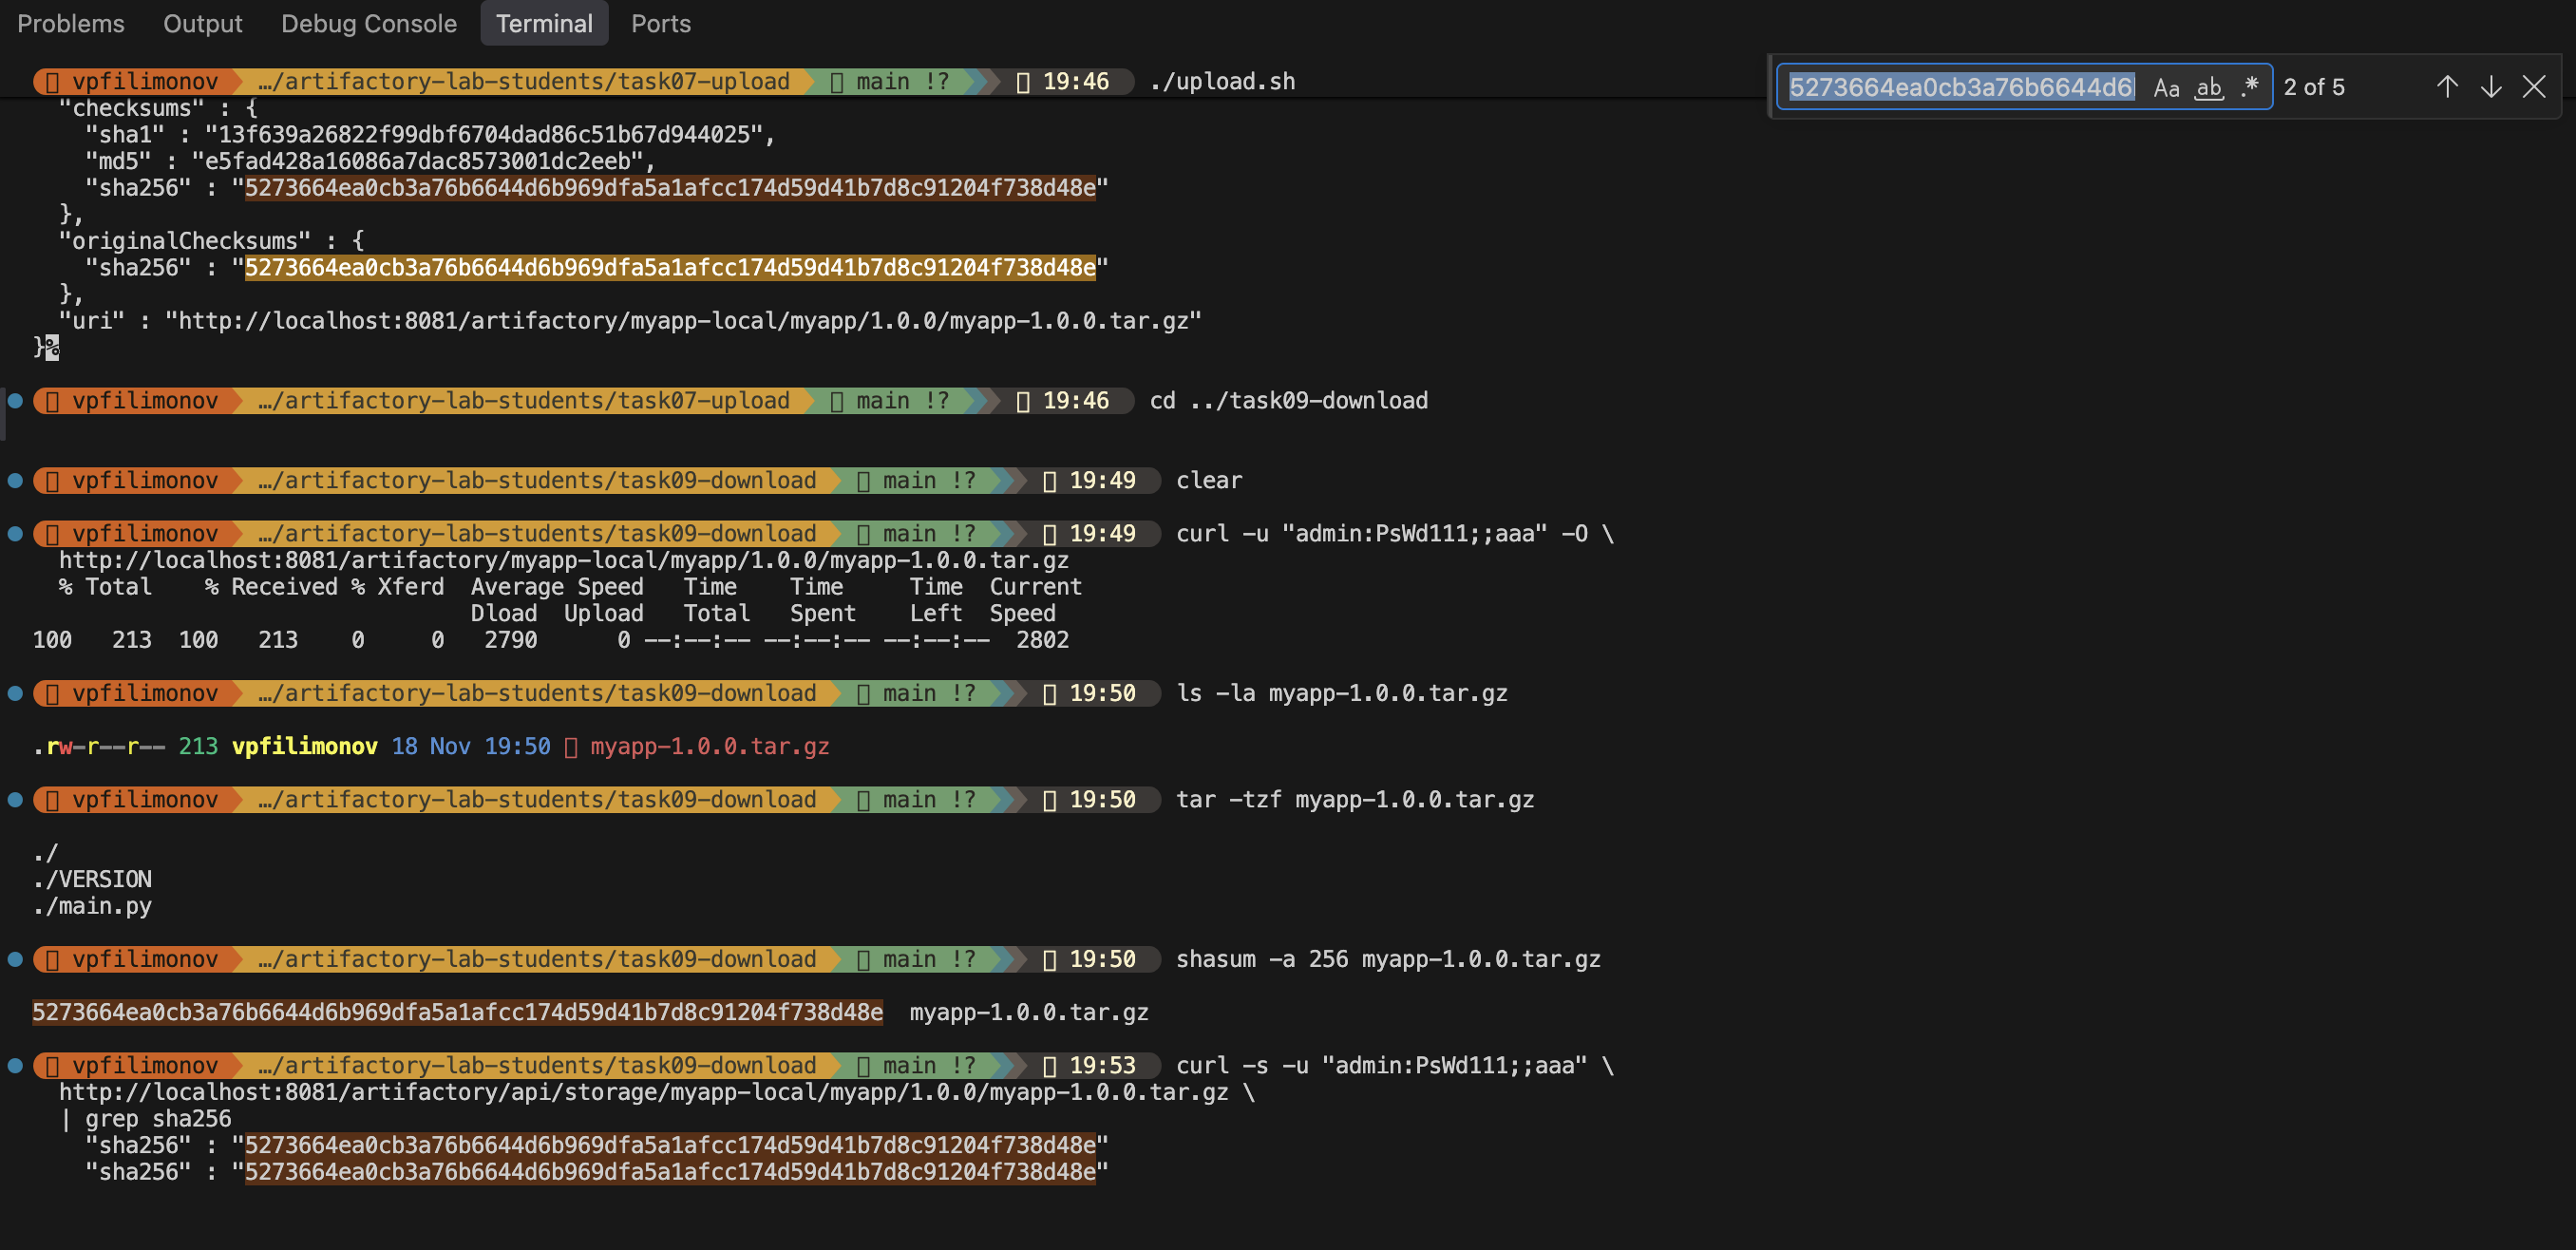 Problems Output Debug Console Terminal Ports
vpfilimonov …/artifactory-lab-students/task07-upload main !? 19:46 ./upload.sh
5273664ea0cb3a76b6644d6 Aa ab .* 2 of 5
"checksums" : {
"sha1" : "13f639a26822f99dbf6704dad86c51b67d944025",
"md5" : "e5fad428a16086a7dac8573001dc2eeb",
"sha256" : "5273664ea0cb3a76b6644d6b969dfa5a1afcc174d59d41b7d8c91204f738d48e"
},
"originalChecksums" : {
"sha256" : "5273664ea0cb3a76b6644d6b969dfa5a1afcc174d59d41b7d8c91204f738d48e"
},
"uri" : "http://localhost:8081/artifactory/myapp-local/myapp/1.0.0/myapp-1.0.0.tar.gz"
}%
vpfilimonov …/artifactory-lab-students/task07-upload main !? 19:46 cd ../task09-download
vpfilimonov …/artifactory-lab-students/task09-download main !? 19:49 clear
vpfilimonov …/artifactory-lab-students/task09-download main !? 19:49 curl -u "admin:PsWd111;;aaa" -O \
http://localhost:8081/artifactory/myapp-local/myapp/1.0.0/myapp-1.0.0.tar.gz
% Total % Received % Xferd Average Speed Time Time Time Current
Dload Upload Total Spent Left Speed
100 213 100 213 0 0 2790 0 --:--:-- --:--:-- --:--:-- 2802
vpfilimonov …/artifactory-lab-students/task09-download main !? 19:50 ls -la myapp-1.0.0.tar.gz
.rw-r--r-- 213 vpfilimonov 18 Nov 19:50 myapp-1.0.0.tar.gz
vpfilimonov …/artifactory-lab-students/task09-download main !? 19:50 tar -tzf myapp-1.0.0.tar.gz
./
./VERSION
./main.py
vpfilimonov …/artifactory-lab-students/task09-download main !? 19:50 shasum -a 256 myapp-1.0.0.tar.gz
5273664ea0cb3a76b6644d6b969dfa5a1afcc174d59d41b7d8c91204f738d48e myapp-1.0.0.tar.gz
vpfilimonov …/artifactory-lab-students/task09-download main !? 19:53 curl -s -u "admin:PsWd111;;aaa" \
http://localhost:8081/artifactory/api/storage/myapp-local/myapp/1.0.0/myapp-1.0.0.tar.gz \
| grep sha256
"sha256" : "5273664ea0cb3a76b6644d6b969dfa5a1afcc174d59d41b7d8c91204f738d48e"
"sha256" : "5273664ea0cb3a76b6644d6b969dfa5a1afcc174d59d41b7d8c91204f738d48e"